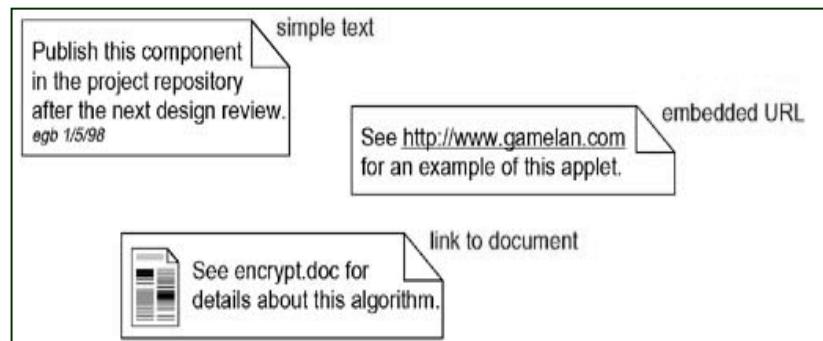 simple text
Publish this component
in the project repository
after the next design review.
egb 1/5/98
embedded URL
See http://www.gamelan.com
for an example of this applet.
link to document
See encrypt.doc for
details about this algorithm.